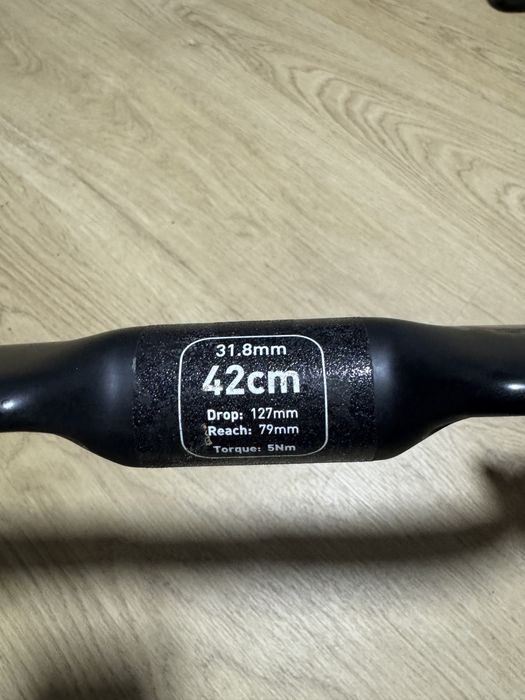 31.8mm
42cm
Drop: 127mm
Reach: 79mm
Torque: 5Nm